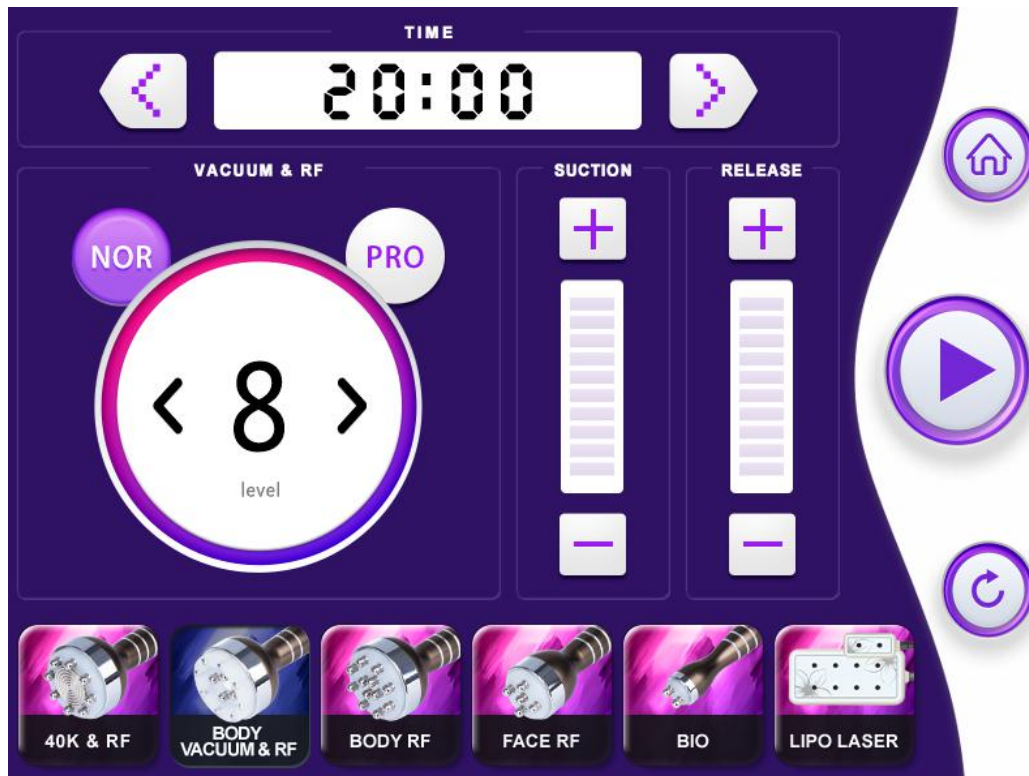 TIME
20:00
VACUUM & RF
SUCTION
RELEASE
NOR
PRO
8
level
40K & RF
BODY
VACUUM & RF
BODY RF
FACE RF
BIO
LIPO LASER